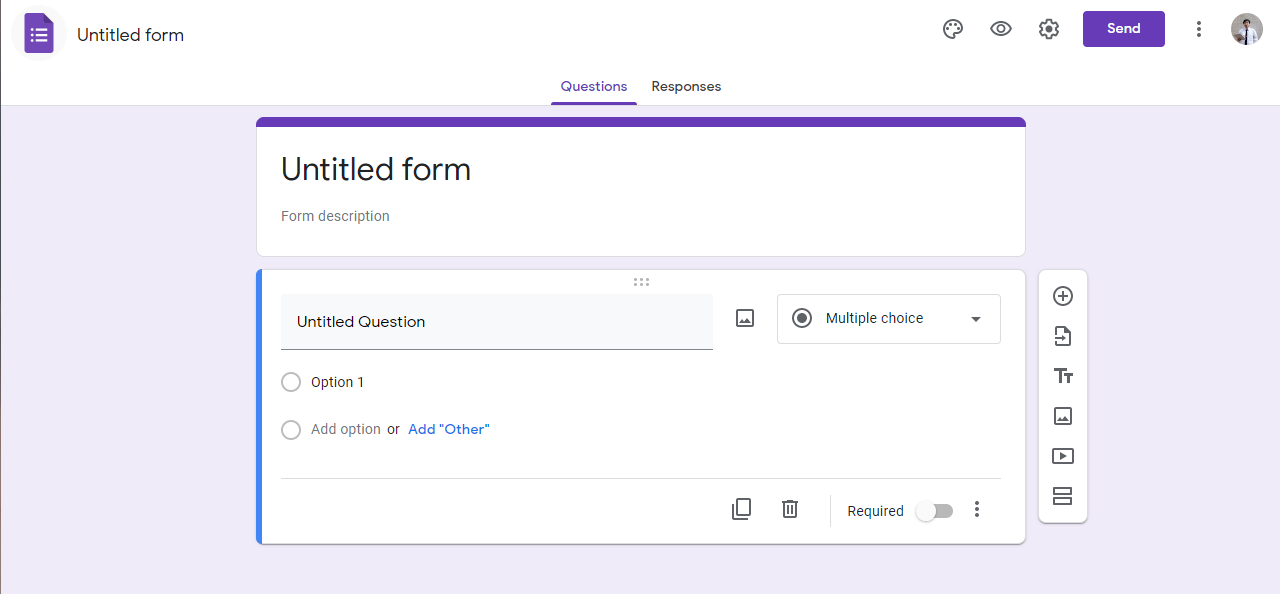 Untitled form
Send
Questions Responses
Untitled form
Form description
Untitled Question
Multiple choice
Option 1
Add option or Add "Other"
Required